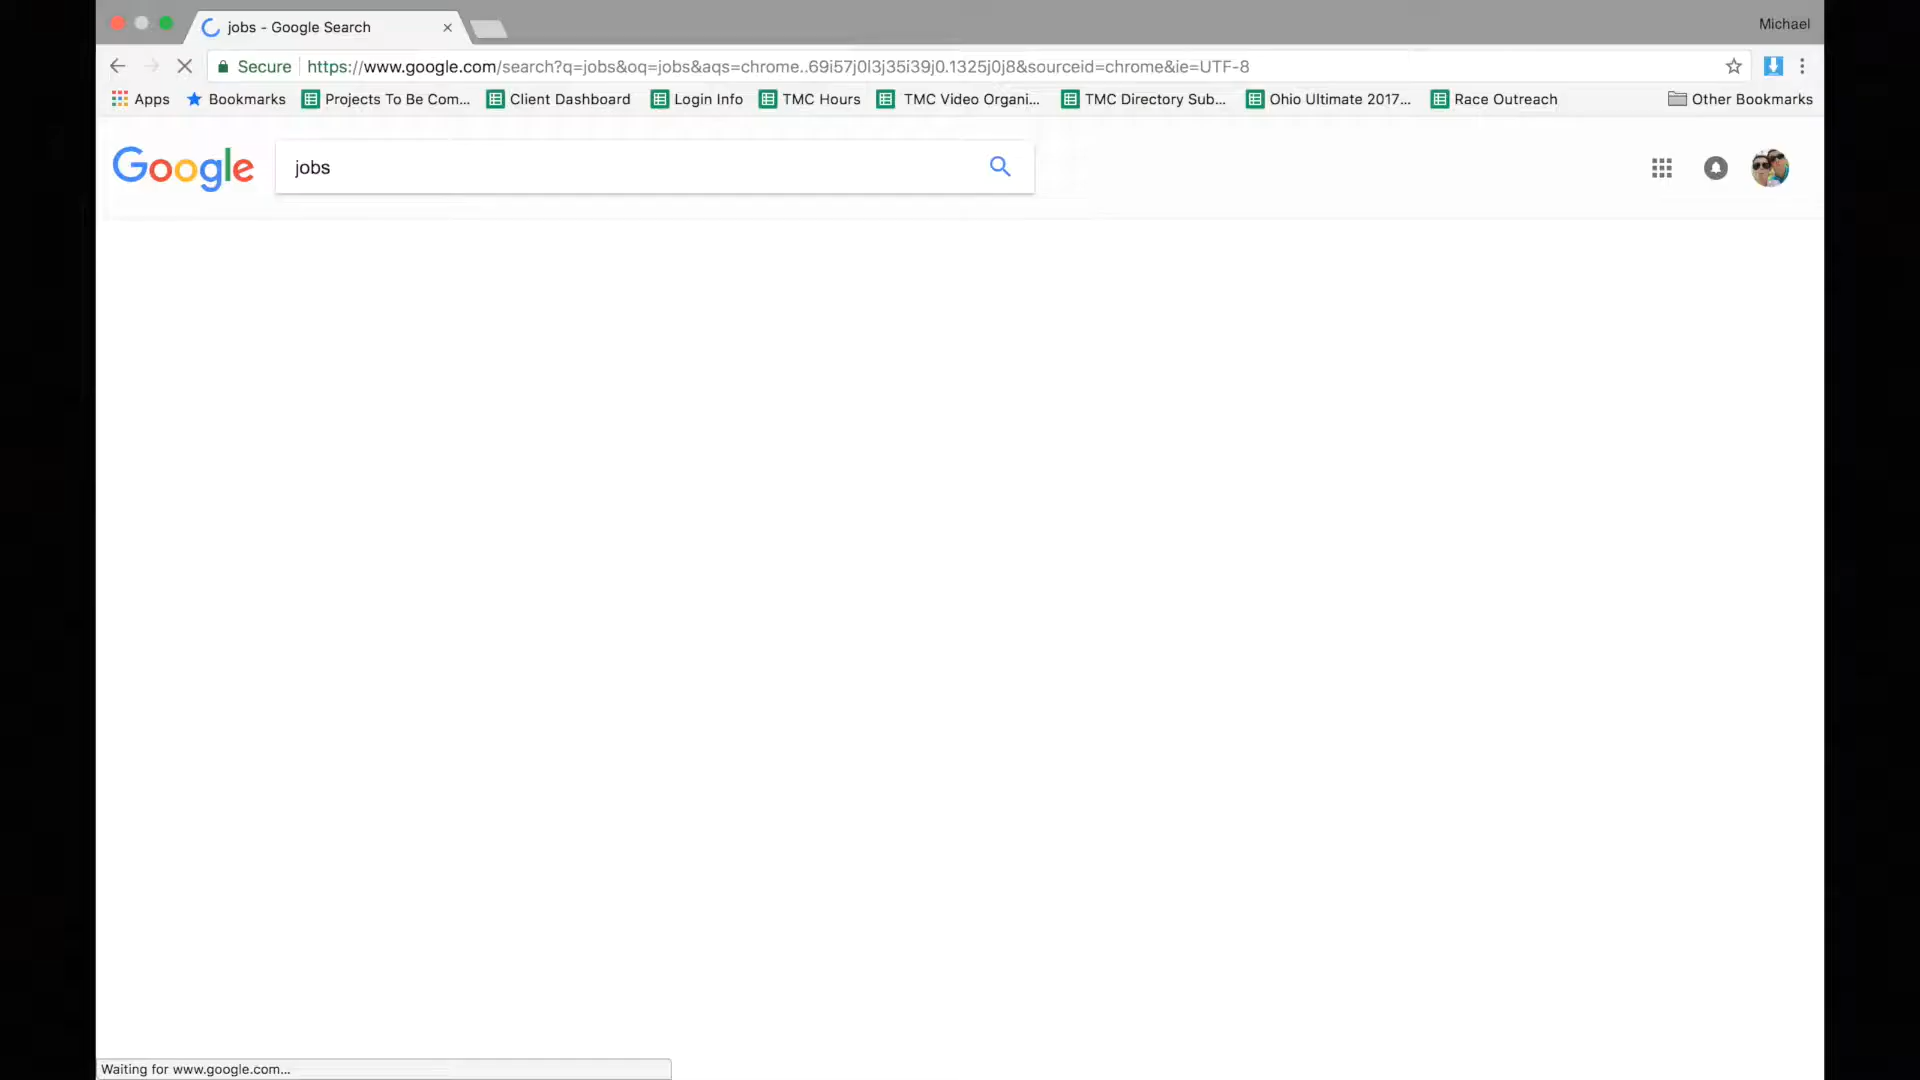 jobs - Google Search
Michael
Secure https://www.google.com/search?q=jobs&oq=jobs&aqs=chrome..69i57j0l3j35i39j0.1325j0j8&sourceid=chrome&ie=UTF-8
Apps Bookmarks Projects To Be Com... Client Dashboard Login Info TMC Hours TMC Video Organi... TMC Directory Sub... Ohio Ultimate 2017... Race Outreach Other Bookmarks
Google jobs
Waiting for www.google.com...